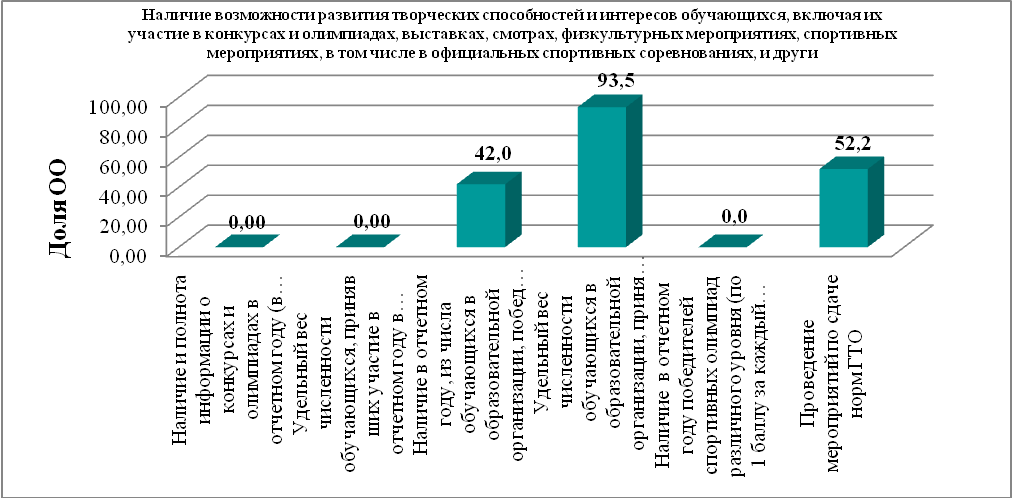 Наличие возможности развития творческих способностей и интересов обучающихся, включая их
участие в конкурсах и олимпиадах, выставках, смотрах, физкультурных мероприятиях, спортивных
мероприятиях, в том числе в официальных спортивных соревнованиях, и други
Доля ОО
100,00
80,00
60,00
40,00
20,00
0,00
0,00
0,00
42,0
93,5
0,0
52,2
Наличие и полнота
информации о
конкурсах и
олимпиадах в
отчетном году (в…
Удельный вес
численности
обучающихся, приняв
ших участие в
отчетном году в…
Наличие в отчетном
году, из числа
обучающихся в
образовательной
организации, побед…
Удельный вес
численности
обучающихся в
образовательной
организации, приня…
Наличие в отчетном
году победителей
спортивных олимпиад
различного уровня (по
1 баллу за каждый…
Проведение
мероприятий по сдаче
норм ГТО